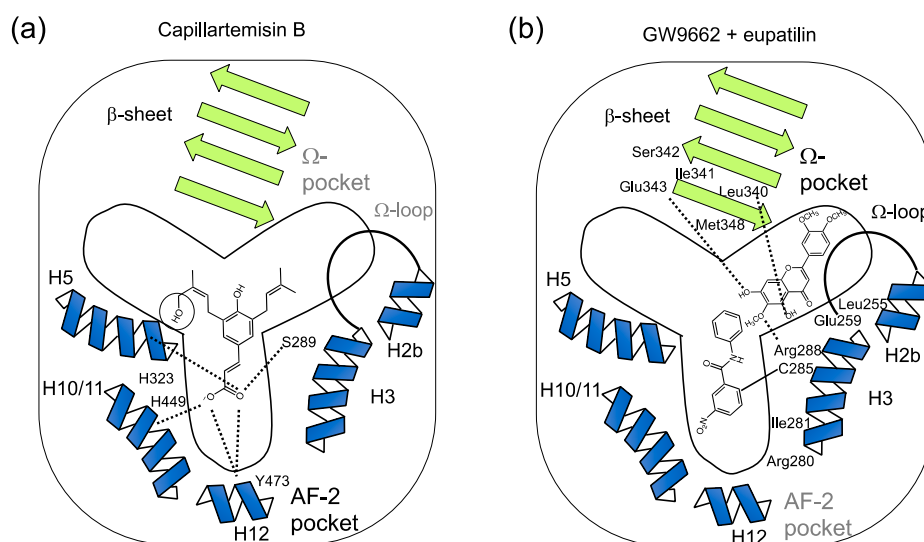 (a)
Capillartemisin B
β-sheet
Ω-
pocket
Ω-loop
H5
HO
OH
S289
H2b
H323
H10/11
H449
H3
O
O
Y473
AF-2
pocket
H12
(b)
GW9662 + eupatilin
β-sheet
Ser342
Ω-
pocket
Ile341
Glu343
Leu340
Ω-loop
Met348
OCH₃
OCH₃
H5
HO
O
O
H₃CO
OH
Leu255
Glu259
H2b
Arg288
N
H
O
C285
H10/11
H3
O₂N
Ile281
Arg280
AF-2
pocket
H12